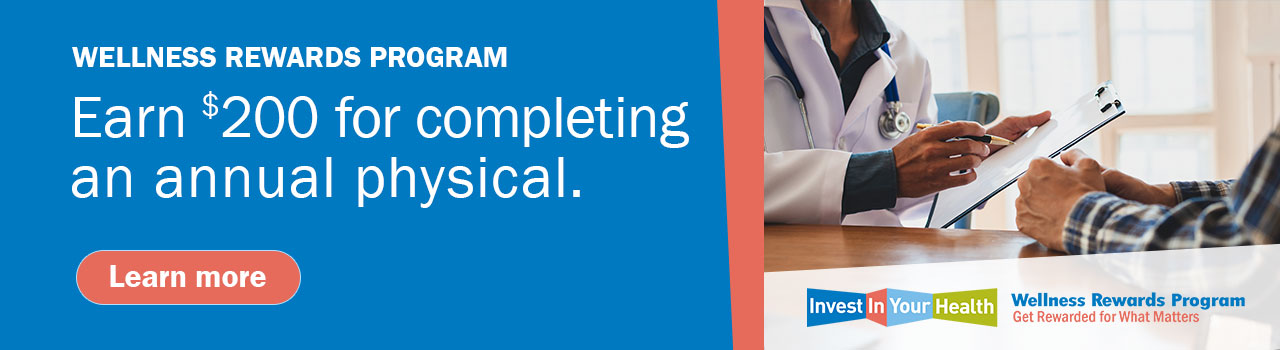 WELLNESS REWARDS PROGRAM
Earn $200 for completing
an annual physical.
Learn more
Invest In Your Health
Wellness Rewards Program
Get Rewarded for What Matters